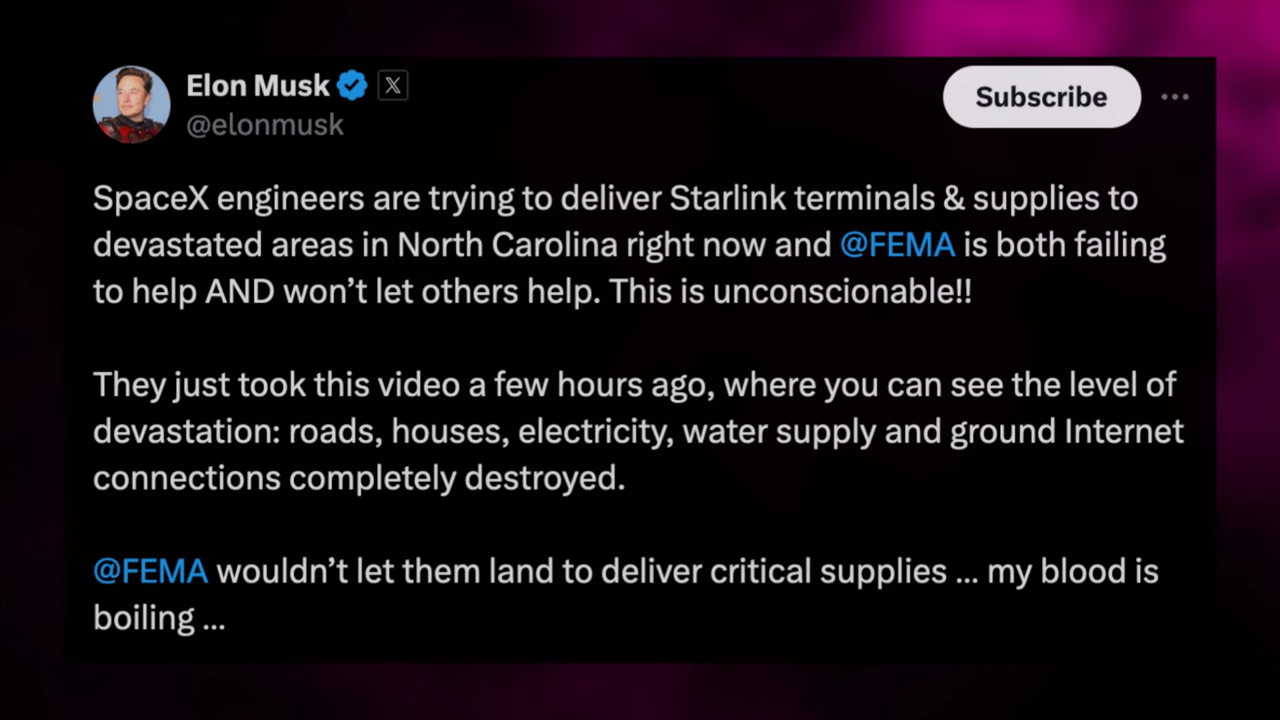 Elon Musk
@elonmusk
Subscribe
SpaceX engineers are trying to deliver Starlink terminals & supplies to
devastated areas in North Carolina right now and @FEMA is both failing
to help AND won’t let others help. This is unconscionable!!
They just took this video a few hours ago, where you can see the level of
devastation: roads, houses, electricity, water supply and ground Internet
connections completely destroyed.
@FEMA wouldn’t let them land to deliver critical supplies ... my blood is
boiling ...